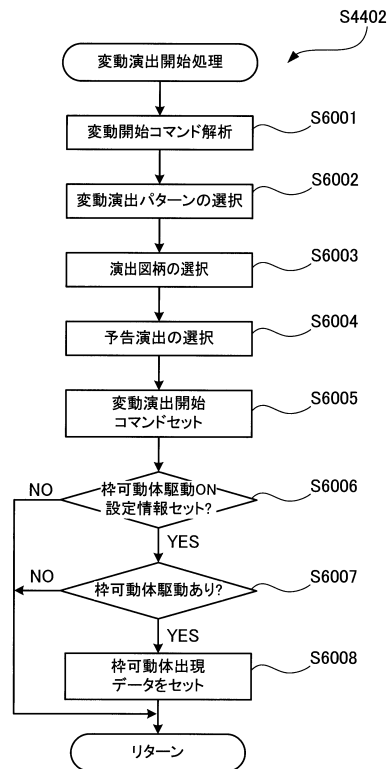 S4402
変動演出開始処理
S6001
変動開始コマンド解析
S6002
変動演出パターンの選択
S6003
演出図柄の選択
S6004
予告演出の選択
S6005
変動演出開始
コマンドセット
S6006
NO
枠可動体駆動ON
設定情報セット?
YES
S6007
NO
枠可動体駆動あり?
YES
S6008
枠可動体出現
データをセット
リターン